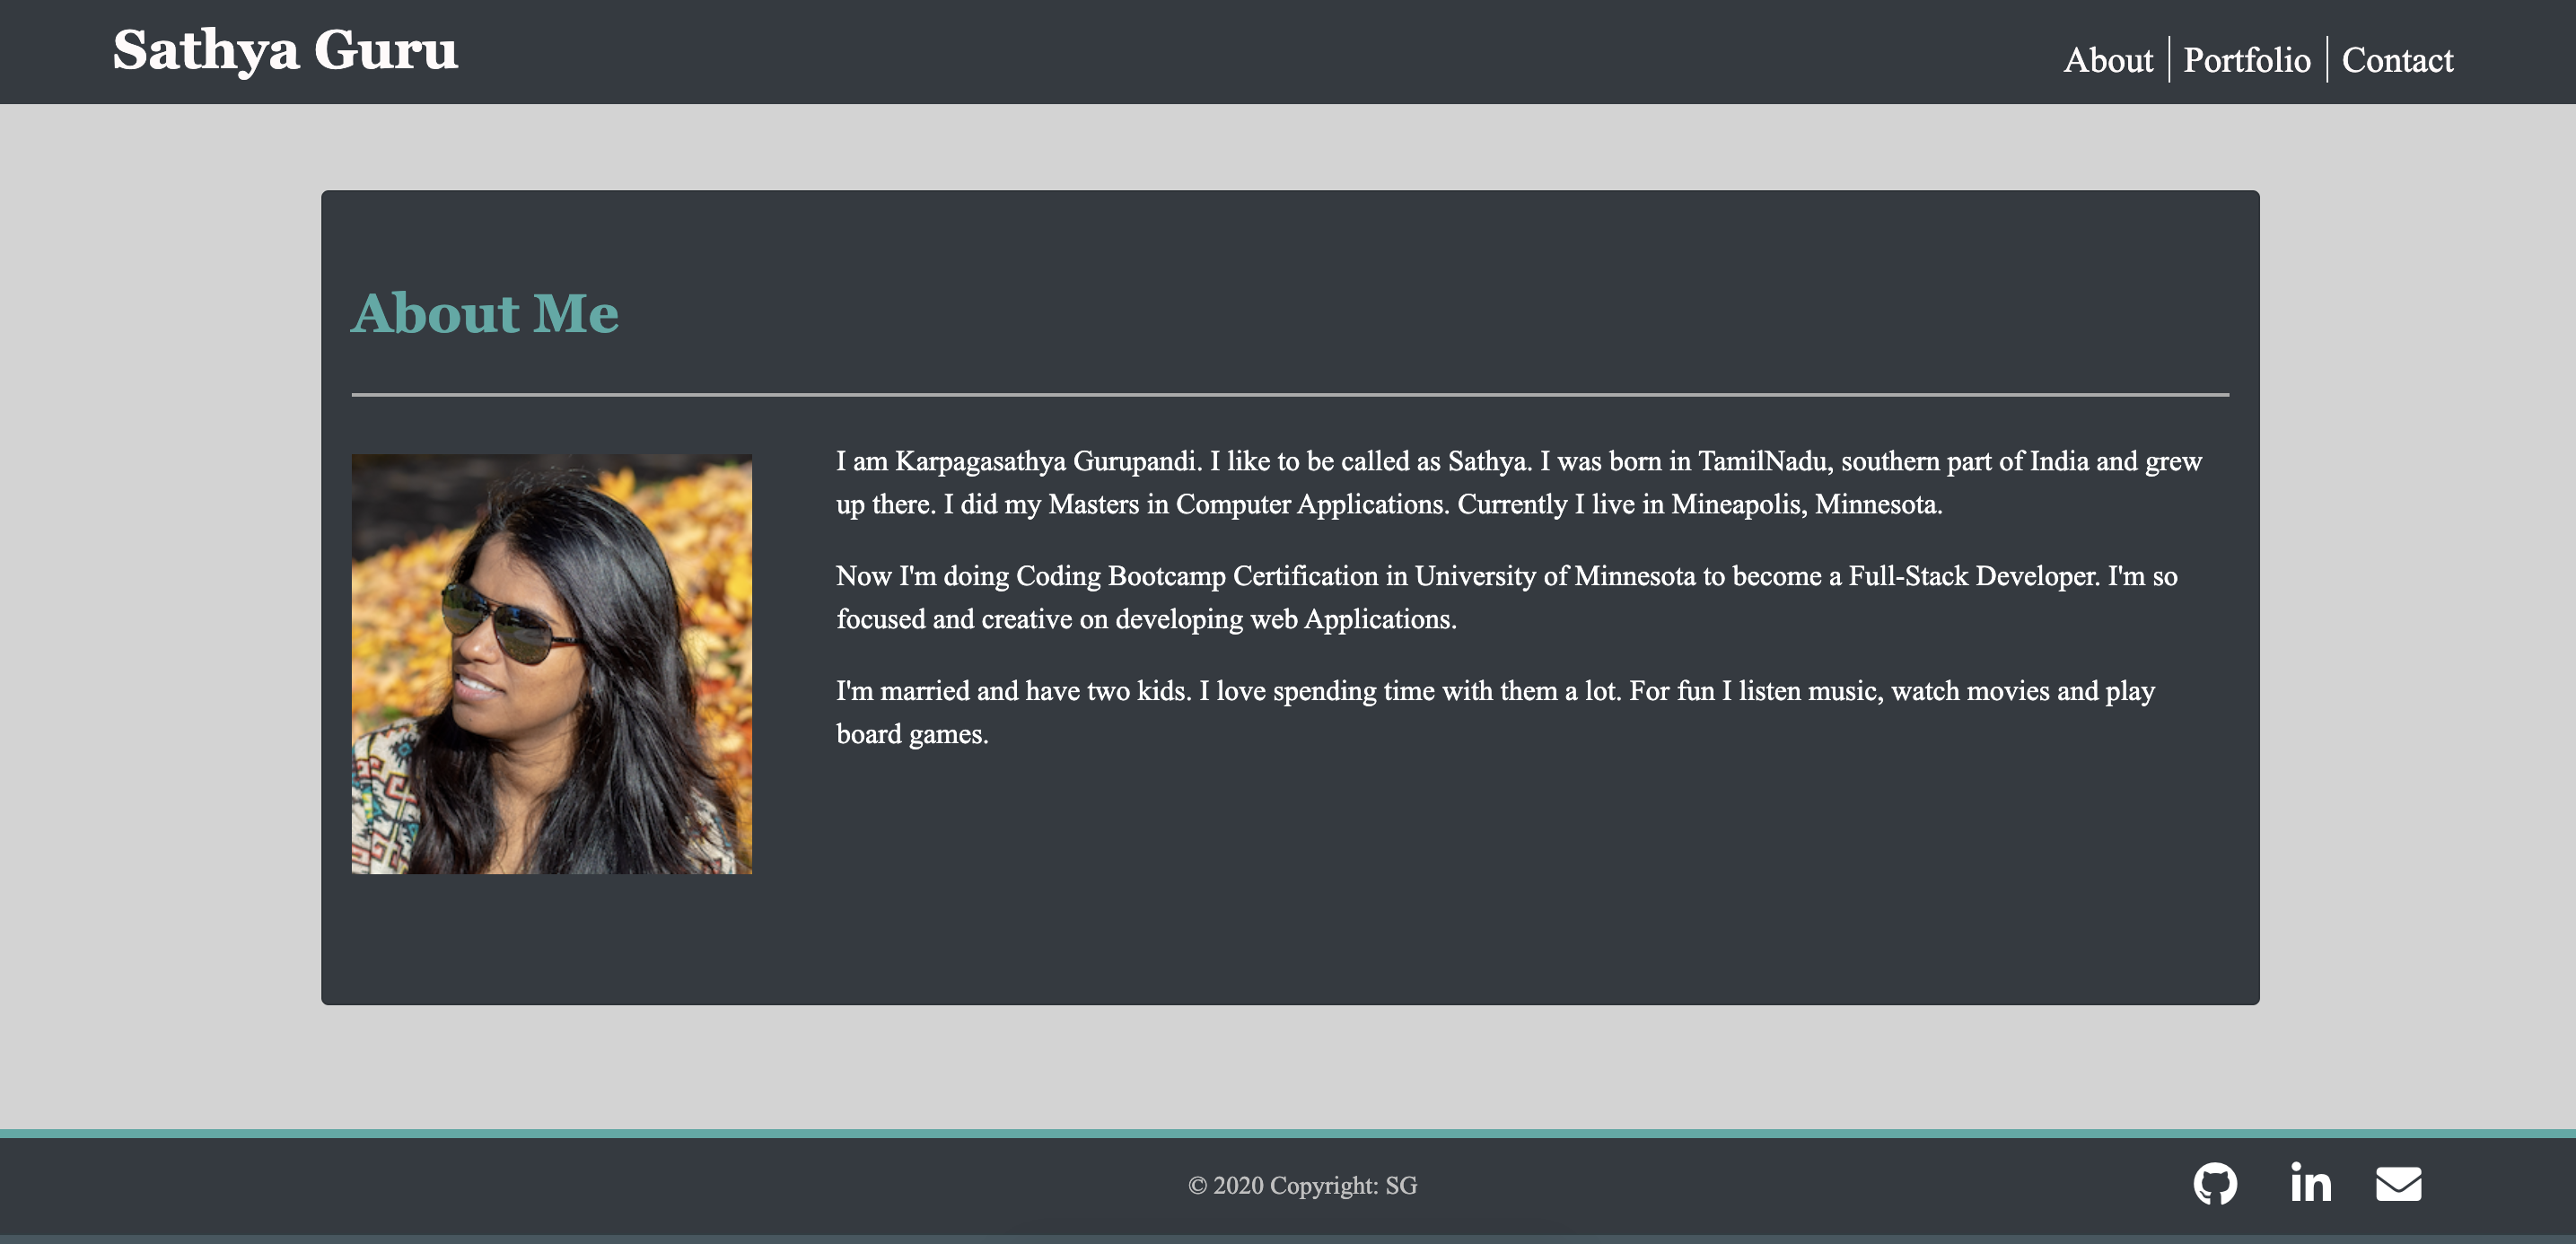 Sathya Guru
About
Portfolio
Contact
About Me
I am Karpagasathya Gurupandi. I like to be called as Sathya. I was born in TamilNadu, southern part of India and grew
up there. I did my Masters in Computer Applications. Currently I live in Mineapolis, Minnesota.
Now I'm doing Coding Bootcamp Certification in University of Minnesota to become a Full-Stack Developer. I'm so
focused and creative on developing web Applications.
I'm married and have two kids. I love spending time with them a lot. For fun I listen music, watch movies and play
board games.
© 2020 Copyright: SG
in